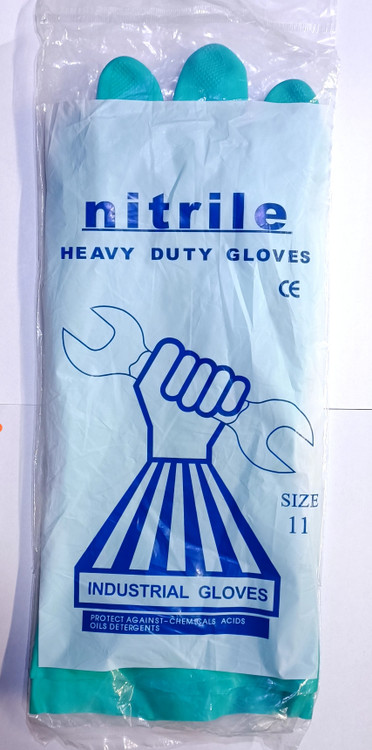 nitrile
HEAVY DUTY GLOVES
CE
SIZE
11
INDUSTRIAL GLOVES
PROTECT AGAINST-CHEMICALS ACIDS
OILS DETERGENTS